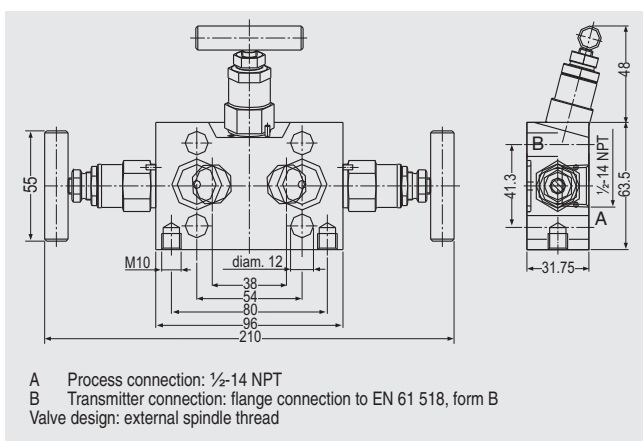 48
B
½-14 NPT
55
41.3
63.5
A
M10
diam. 12
31.75
38
54
80
96
210
A Process connection: ½-14 NPT
B Transmitter connection: flange connection to EN 61 518, form B
Valve design: external spindle thread